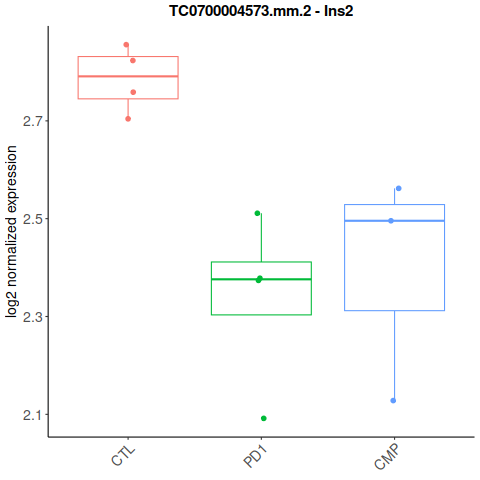 TC0700004573.mm.2 - Ins2
log2 normalized expression
2.7
2.5
2.3
2.1
CTL
PD1
CMP